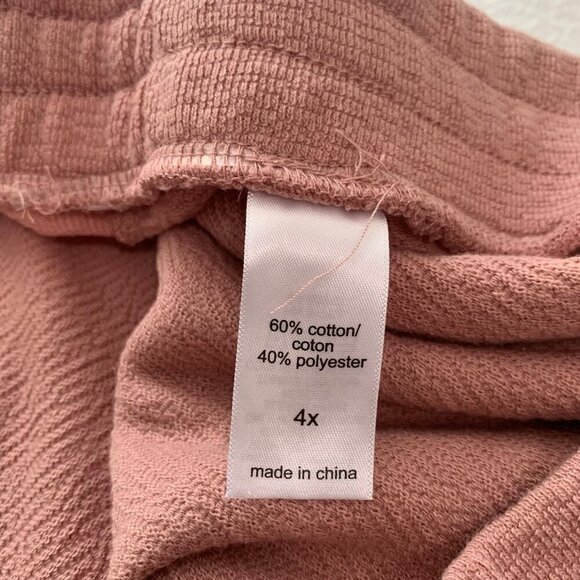 60% cotton/
coton
40% polyester
4x
made in china